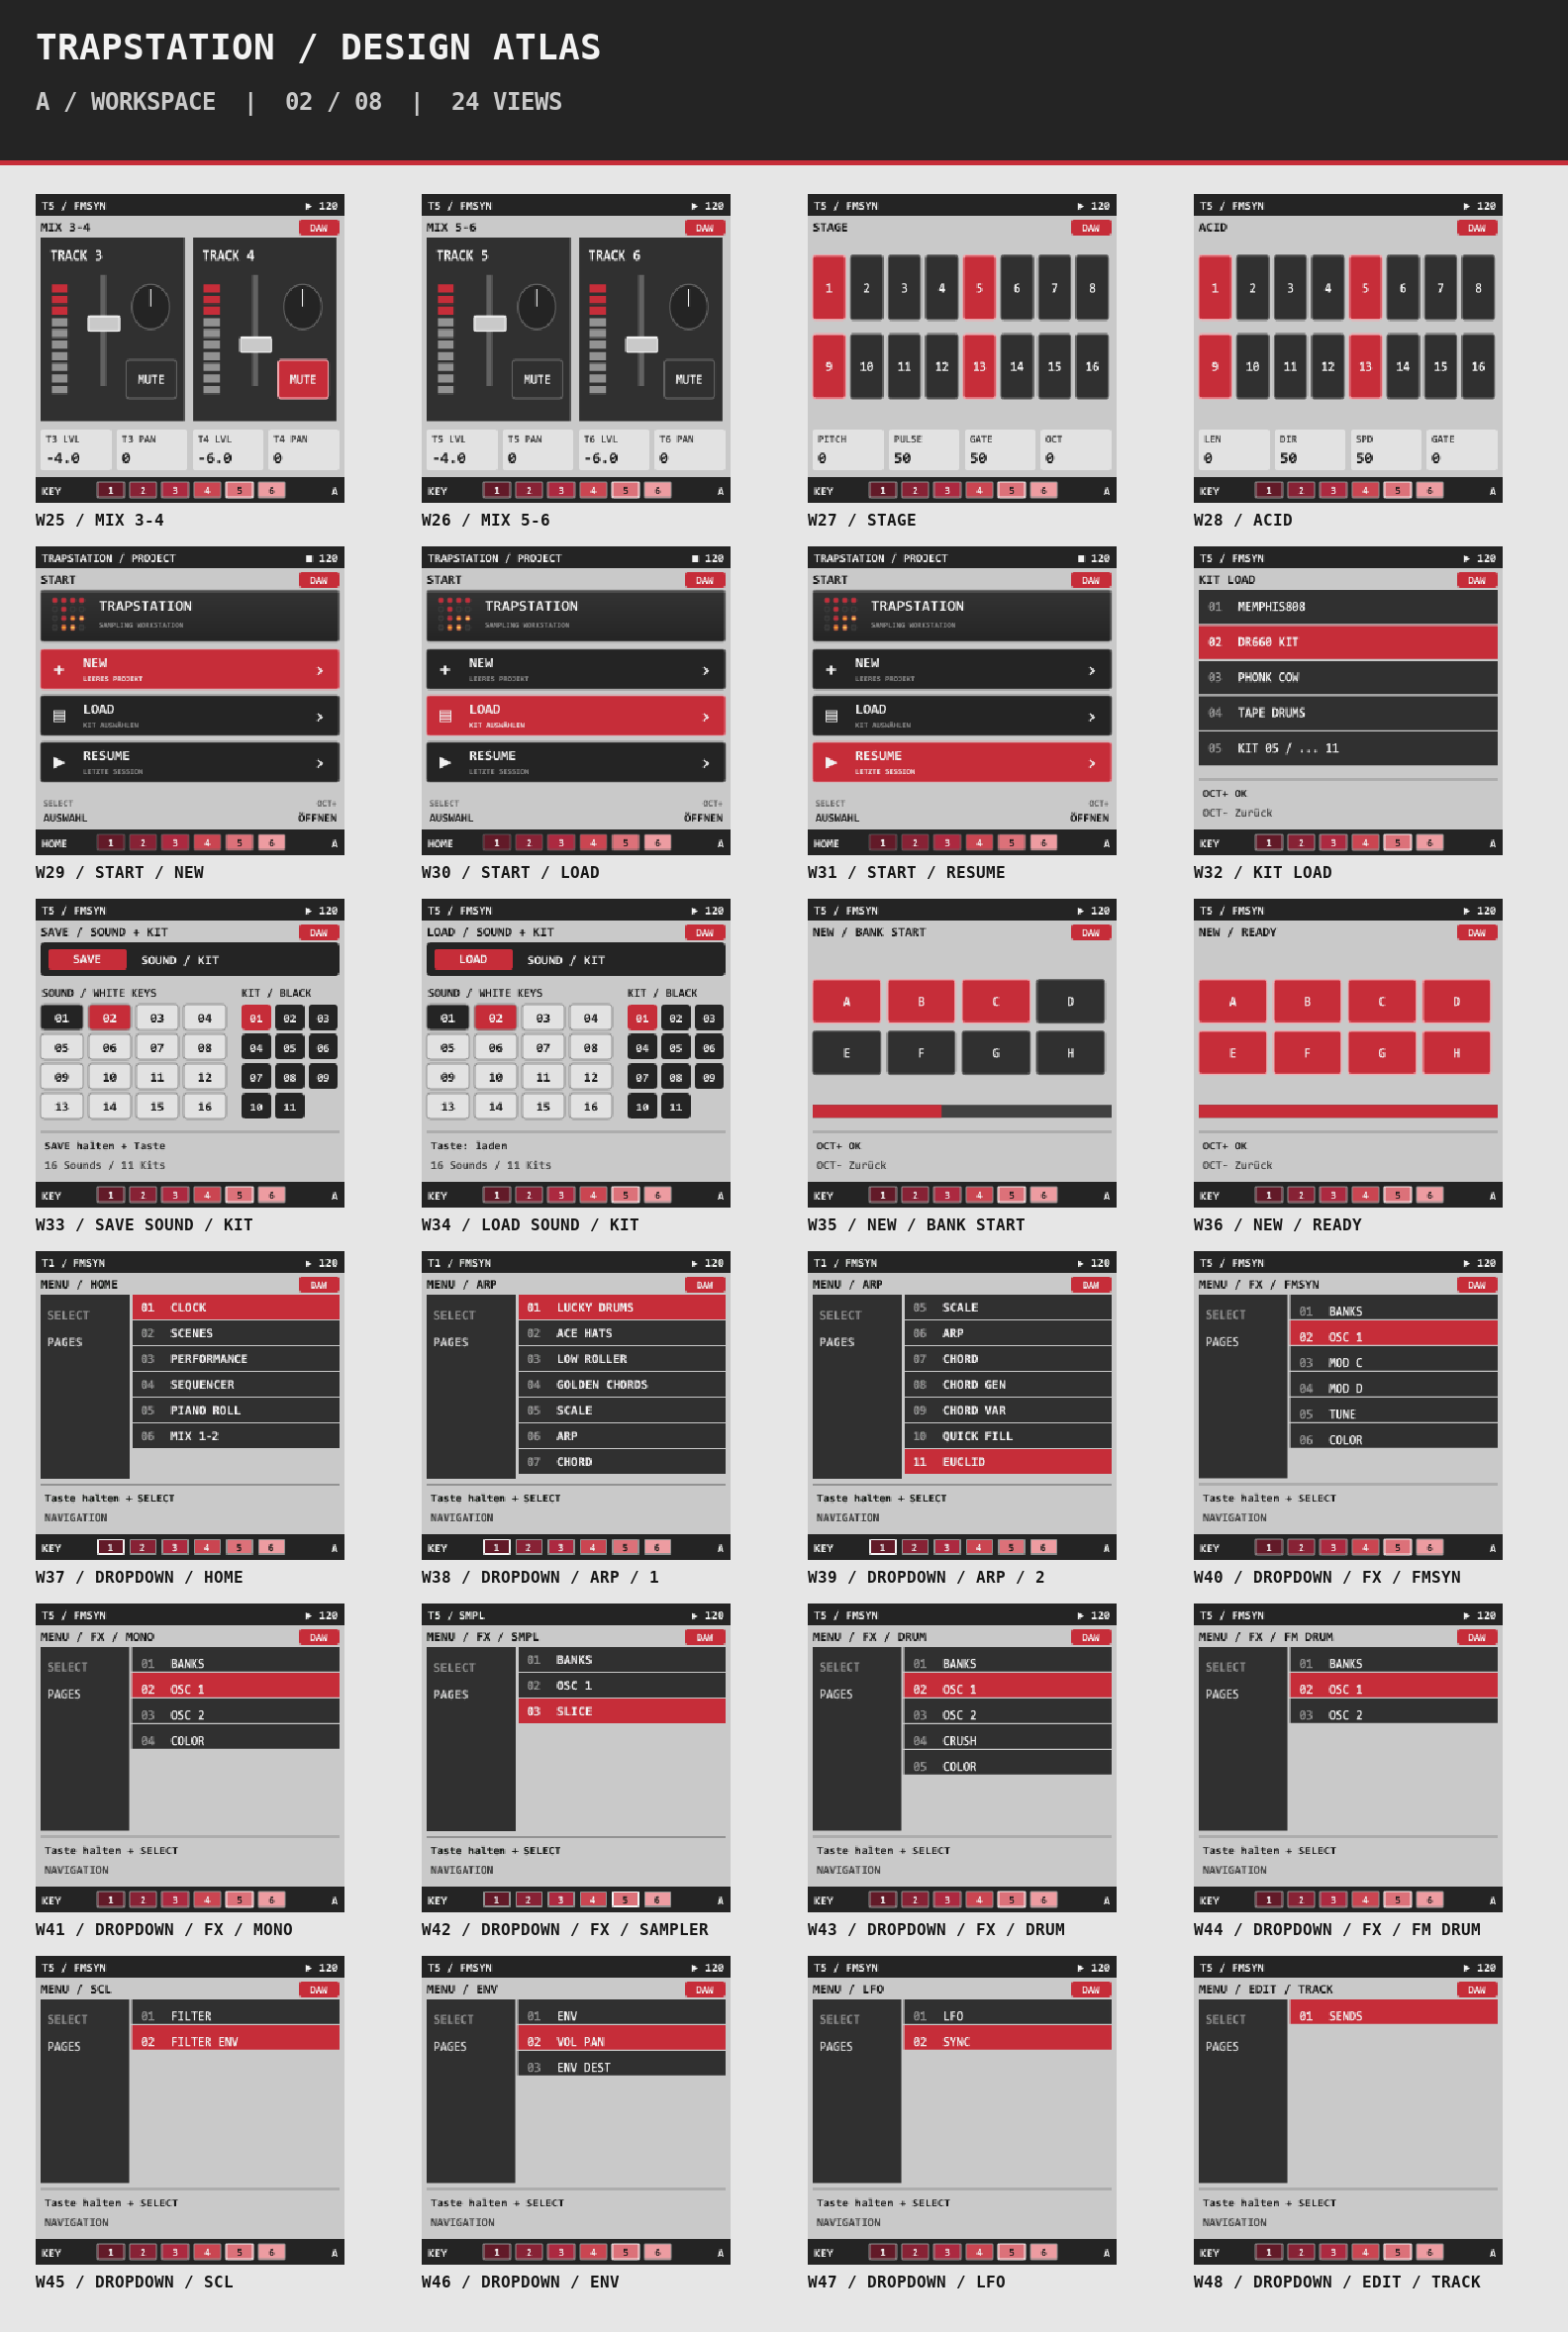 TRAPSTATION / DESIGN ATLAS
A / WORKSPACE | 02 / 08 | 24 VIEWS
T5 / FMSYN ▶ 120
MIX 3-4 DAW
TRACK 3 TRACK 4
MUTE MUTE
T3 LVL T3 PAN T4 LVL T4 PAN
-4.0 0 -6.0 0
KEY 1 2 3 4 5 6 A
W25 / MIX 3-4
T5 / FMSYN ▶ 120
MIX 5-6 DAW
TRACK 5 TRACK 6
MUTE MUTE
T5 LVL T5 PAN T6 LVL T6 PAN
-4.0 0 -6.0 0
KEY 1 2 3 4 5 6 A
W26 / MIX 5-6
T5 / FMSYN ▶ 120
STAGE DAW
1 2 3 4 5 6 7 8
9 10 11 12 13 14 15 16
PITCH PULSE GATE OCT
0 50 50 0
KEY 1 2 3 4 5 6 A
W27 / STAGE
T5 / FMSYN ▶ 120
ACID DAW
1 2 3 4 5 6 7 8
9 10 11 12 13 14 15 16
LEN DIR SPD GATE
0 50 50 0
KEY 1 2 3 4 5 6 A
W28 / ACID
TRAPSTATION / PROJECT ■ 120
START DAW
TRAPSTATION
SAMPLING WORKSTATION
+ NEW ›
LEERES PROJEKT
LOAD ›
KIT AUSWÄHLEN
▶ RESUME ›
LETZTE SESSION
SELECT OCT+
AUSWAHL ÖFFNEN
HOME 1 2 3 4 5 6 A
W29 / START / NEW
TRAPSTATION / PROJECT ■ 120
START DAW
TRAPSTATION
SAMPLING WORKSTATION
+ NEW ›
LEERES PROJEKT
LOAD ›
KIT AUSWÄHLEN
▶ RESUME ›
LETZTE SESSION
SELECT OCT+
AUSWAHL ÖFFNEN
HOME 1 2 3 4 5 6 A
W30 / START / LOAD
TRAPSTATION / PROJECT ■ 120
START DAW
TRAPSTATION
SAMPLING WORKSTATION
+ NEW ›
LEERES PROJEKT
LOAD ›
KIT AUSWÄHLEN
▶ RESUME ›
LETZTE SESSION
SELECT OCT+
AUSWAHL ÖFFNEN
HOME 1 2 3 4 5 6 A
W31 / START / RESUME
T5 / FMSYN ▶ 120
KIT LOAD DAW
01 MEMPHIS808
02 DR660 KIT
03 PHONK COW
04 TAPE DRUMS
05 KIT 05 / ... 11
OCT+ OK
OCT- Zurück
KEY 1 2 3 4 5 6 A
W32 / KIT LOAD
T5 / FMSYN ▶ 120
SAVE / SOUND + KIT DAW
SAVE SOUND / KIT
SOUND / WHITE KEYS KIT / BLACK
01 02 03 04 01 02 03
05 06 07 08 04 05 06
09 10 11 12 07 08 09
13 14 15 16 10 11
SAVE halten + Taste
16 Sounds / 11 Kits
KEY 1 2 3 4 5 6 A
W33 / SAVE SOUND / KIT
T5 / FMSYN ▶ 120
LOAD / SOUND + KIT DAW
LOAD SOUND / KIT
SOUND / WHITE KEYS KIT / BLACK
01 02 03 04 01 02 03
05 06 07 08 04 05 06
09 10 11 12 07 08 09
13 14 15 16 10 11
Taste: laden
16 Sounds / 11 Kits
KEY 1 2 3 4 5 6 A
W34 / LOAD SOUND / KIT
T5 / FMSYN ▶ 120
NEW / BANK START DAW
A B C D
E F G H
OCT+ OK
OCT- Zurück
KEY 1 2 3 4 5 6 A
W35 / NEW / BANK START
T5 / FMSYN ▶ 120
NEW / READY DAW
A B C D
E F G H
OCT+ OK
OCT- Zurück
KEY 1 2 3 4 5 6 A
W36 / NEW / READY
T1 / FMSYN ▶ 120
MENU / HOME DAW
SELECT
PAGES
01 CLOCK
02 SCENES
03 PERFORMANCE
04 SEQUENCER
05 PIANO ROLL
06 MIX 1-2
Taste halten + SELECT
NAVIGATION
KEY 1 2 3 4 5 6 A
W37 / DROPDOWN / HOME
T1 / FMSYN ▶ 120
MENU / ARP DAW
SELECT
PAGES
01 LUCKY DRUMS
02 ACE HATS
03 LOW ROLLER
04 GOLDEN CHORDS
05 SCALE
06 ARP
07 CHORD
Taste halten + SELECT
NAVIGATION
KEY 1 2 3 4 5 6 A
W38 / DROPDOWN / ARP / 1
T1 / FMSYN ▶ 120
MENU / ARP DAW
SELECT
PAGES
05 SCALE
06 ARP
07 CHORD
08 CHORD GEN
09 CHORD VAR
10 QUICK FILL
11 EUCLID
Taste halten + SELECT
NAVIGATION
KEY 1 2 3 4 5 6 A
W39 / DROPDOWN / ARP / 2
T5 / FMSYN ▶ 120
MENU / FX / FMSYN DAW
SELECT
PAGES
01 BANKS
02 OSC 1
03 MOD C
04 MOD D
05 TUNE
06 COLOR
Taste halten + SELECT
NAVIGATION
KEY 1 2 3 4 5 6 A
W40 / DROPDOWN / FX / FMSYN
T5 / FMSYN ▶ 120
MENU / FX / MONO DAW
SELECT
PAGES
01 BANKS
02 OSC 1
03 OSC 2
04 COLOR
Taste halten + SELECT
NAVIGATION
KEY 1 2 3 4 5 6 A
W41 / DROPDOWN / FX / MONO
T5 / SMPL ▶ 120
MENU / FX / SMPL DAW
SELECT
PAGES
01 BANKS
02 OSC 1
03 SLICE
Taste halten + SELECT
NAVIGATION
KEY 1 2 3 4 5 6 A
W42 / DROPDOWN / FX / SAMPLER
T5 / FMSYN ▶ 120
MENU / FX / DRUM DAW
SELECT
PAGES
01 BANKS
02 OSC 1
03 OSC 2
04 CRUSH
05 COLOR
Taste halten + SELECT
NAVIGATION
KEY 1 2 3 4 5 6 A
W43 / DROPDOWN / FX / DRUM
T5 / FMSYN ▶ 120
MENU / FX / FM DRUM DAW
SELECT
PAGES
01 BANKS
02 OSC 1
03 OSC 2
Taste halten + SELECT
NAVIGATION
KEY 1 2 3 4 5 6 A
W44 / DROPDOWN / FX / FM DRUM
T5 / FMSYN ▶ 120
MENU / SCL DAW
SELECT
PAGES
01 FILTER
02 FILTER ENV
Taste halten + SELECT
NAVIGATION
KEY 1 2 3 4 5 6 A
W45 / DROPDOWN / SCL
T5 / FMSYN ▶ 120
MENU / ENV DAW
SELECT
PAGES
01 ENV
02 VOL PAN
03 ENV DEST
Taste halten + SELECT
NAVIGATION
KEY 1 2 3 4 5 6 A
W46 / DROPDOWN / ENV
T5 / FMSYN ▶ 120
MENU / LFO DAW
SELECT
PAGES
01 LFO
02 SYNC
Taste halten + SELECT
NAVIGATION
KEY 1 2 3 4 5 6 A
W47 / DROPDOWN / LFO
T5 / FMSYN ▶ 120
MENU / EDIT / TRACK DAW
SELECT
PAGES
01 SENDS
Taste halten + SELECT
NAVIGATION
KEY 1 2 3 4 5 6 A
W48 / DROPDOWN / EDIT / TRACK